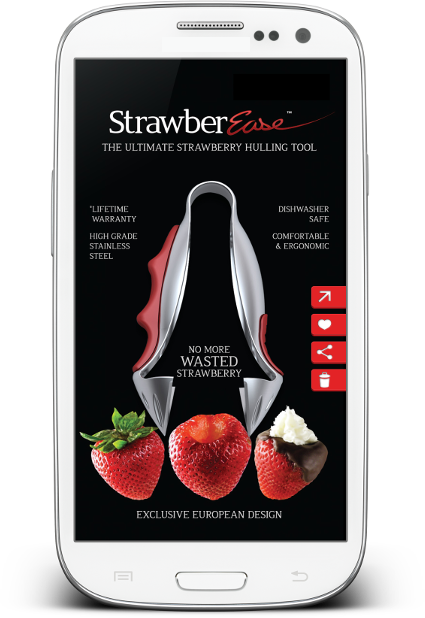 StrawberEase™
THE ULTIMATE STRAWBERRY HULLING TOOL
*LIFETIME
WARRANTY
HIGH GRADE
STAINLESS
STEEL
DISHWASHER
SAFE
COMFORTABLE
& ERGONOMIC
NO MORE
WASTED
STRAWBERRY
EXCLUSIVE EUROPEAN DESIGN